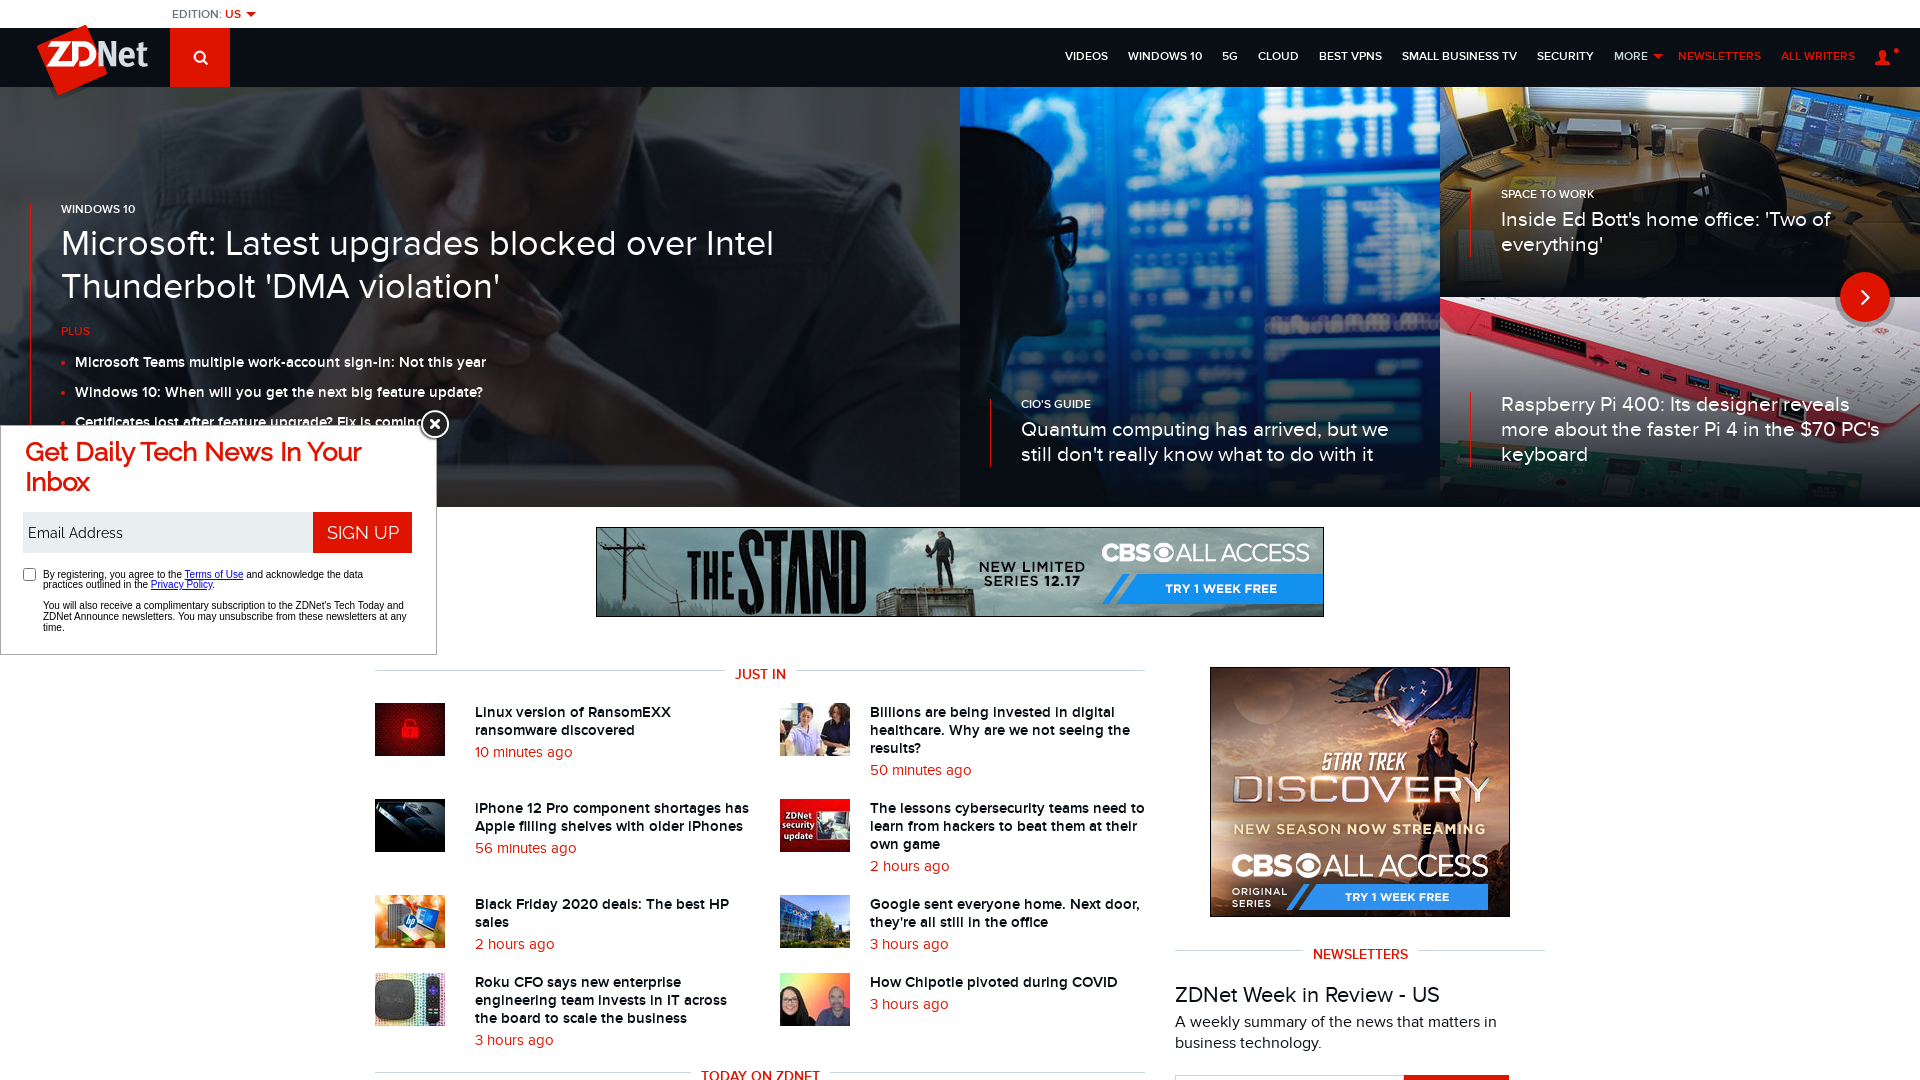 EDITION: US
ZDNet
VIDEOS WINDOWS 10 5G CLOUD BEST VPNS SMALL BUSINESS TV SECURITY MORE NEWSLETTERS ALL WRITERS
WINDOWS 10
Microsoft: Latest upgrades blocked over Intel
Thunderbolt 'DMA violation'
PLUS
Microsoft Teams multiple work-account sign-in: Not this year
Windows 10: When will you get the next big feature update?
Certificates lost after feature upgrade? Fix is coming
CIO'S GUIDE
Quantum computing has arrived, but we
still don't really know what to do with it
SPACE TO WORK
Inside Ed Bott's home office: 'Two of
everything'
Raspberry Pi 400: Its designer reveals
more about the faster Pi 4 in the $70 PC's
keyboard
Get Daily Tech News In Your
Inbox
Email Address SIGN UP
By registering, you agree to the Terms of Use and acknowledge the data
practices outlined in the Privacy Policy.
You will also receive a complimentary subscription to the ZDNet's Tech Today and
ZDNet Announce newsletters. You may unsubscribe from these newsletters at any
time.
THE STAND
NEW LIMITED
SERIES 12.17
CBS ALL ACCESS
TRY 1 WEEK FREE
JUST IN
Linux version of RansomEXX
ransomware discovered
10 minutes ago
Billions are being invested in digital
healthcare. Why are we not seeing the
results?
50 minutes ago
iPhone 12 Pro component shortages has
Apple filling shelves with older iPhones
56 minutes ago
ZDNet
security
update
The lessons cybersecurity teams need to
learn from hackers to beat them at their
own game
2 hours ago
hp
Black Friday 2020 deals: The best HP
sales
2 hours ago
Google sent everyone home. Next door,
they're all still in the office
3 hours ago
Roku CFO says new enterprise
engineering team invests in IT across
the board to scale the business
3 hours ago
How Chipotle pivoted during COVID
3 hours ago
TODAY ON ZDNET
STAR TREK
DISCOVERY
NEW SEASON NOW STREAMING
CBS ALL ACCESS
ORIGINAL
SERIES
TRY 1 WEEK FREE
NEWSLETTERS
ZDNet Week in Review - US
A weekly summary of the news that matters in
business technology.